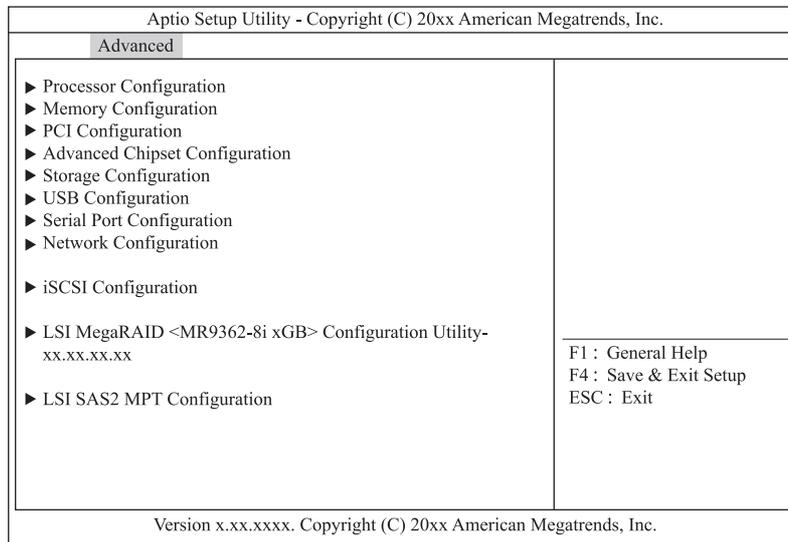 Aptio Setup Utility - Copyright (C) 20xx American Megatrends, Inc.
Advanced
▶ Processor Configuration
▶ Memory Configuration
▶ PCI Configuration
▶ Advanced Chipset Configuration
▶ Storage Configuration
▶ USB Configuration
▶ Serial Port Configuration
▶ Network Configuration
▶ iSCSI Configuration
▶ LSI MegaRAID <MR9362-8i xGB> Configuration Utility-
xx.xx.xx.xx
▶ LSI SAS2 MPT Configuration
F1 : General Help
F4 : Save & Exit Setup
ESC : Exit
Version x.xx.xxxx. Copyright (C) 20xx American Megatrends, Inc.